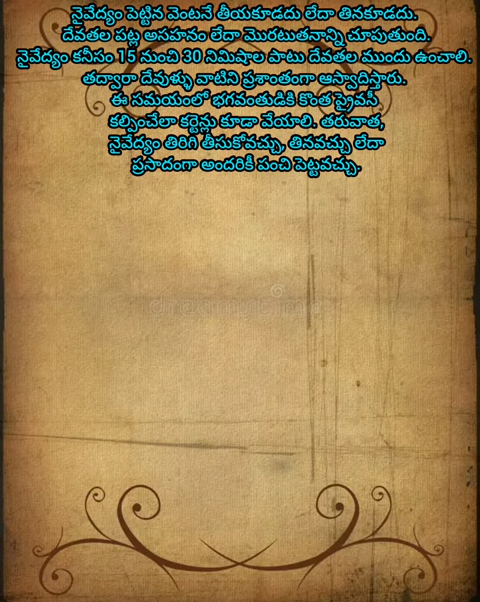 నైవేద్యం పెట్టిన వెంటనే తీయకూడదు లేదా తినకూడదు.
దేవతల పట్ల అసహనం లేదా మొరటుతనాన్ని చూపుతుంది.
నైవేద్యం కనీసం 15 నుంచి 30 నిమిషాల పాటు దేవతల ముందు ఉంచాలి.
తద్వారా దేవుళ్ళు వాటిని ప్రశాంతంగా ఆస్వాదిస్తారు.
ఈ సమయంలో భగవంతుడికి కొంత ప్రైవసీ
కల్పించేలా కర్టెన్లు కూడా వేయాలి. తరువాత,
నైవేద్యం తిరిగి తీసుకోవచ్చు, తినవచ్చు లేదా
ప్రసాదంగా అందరికీ పంచి పెట్టవచ్చు.